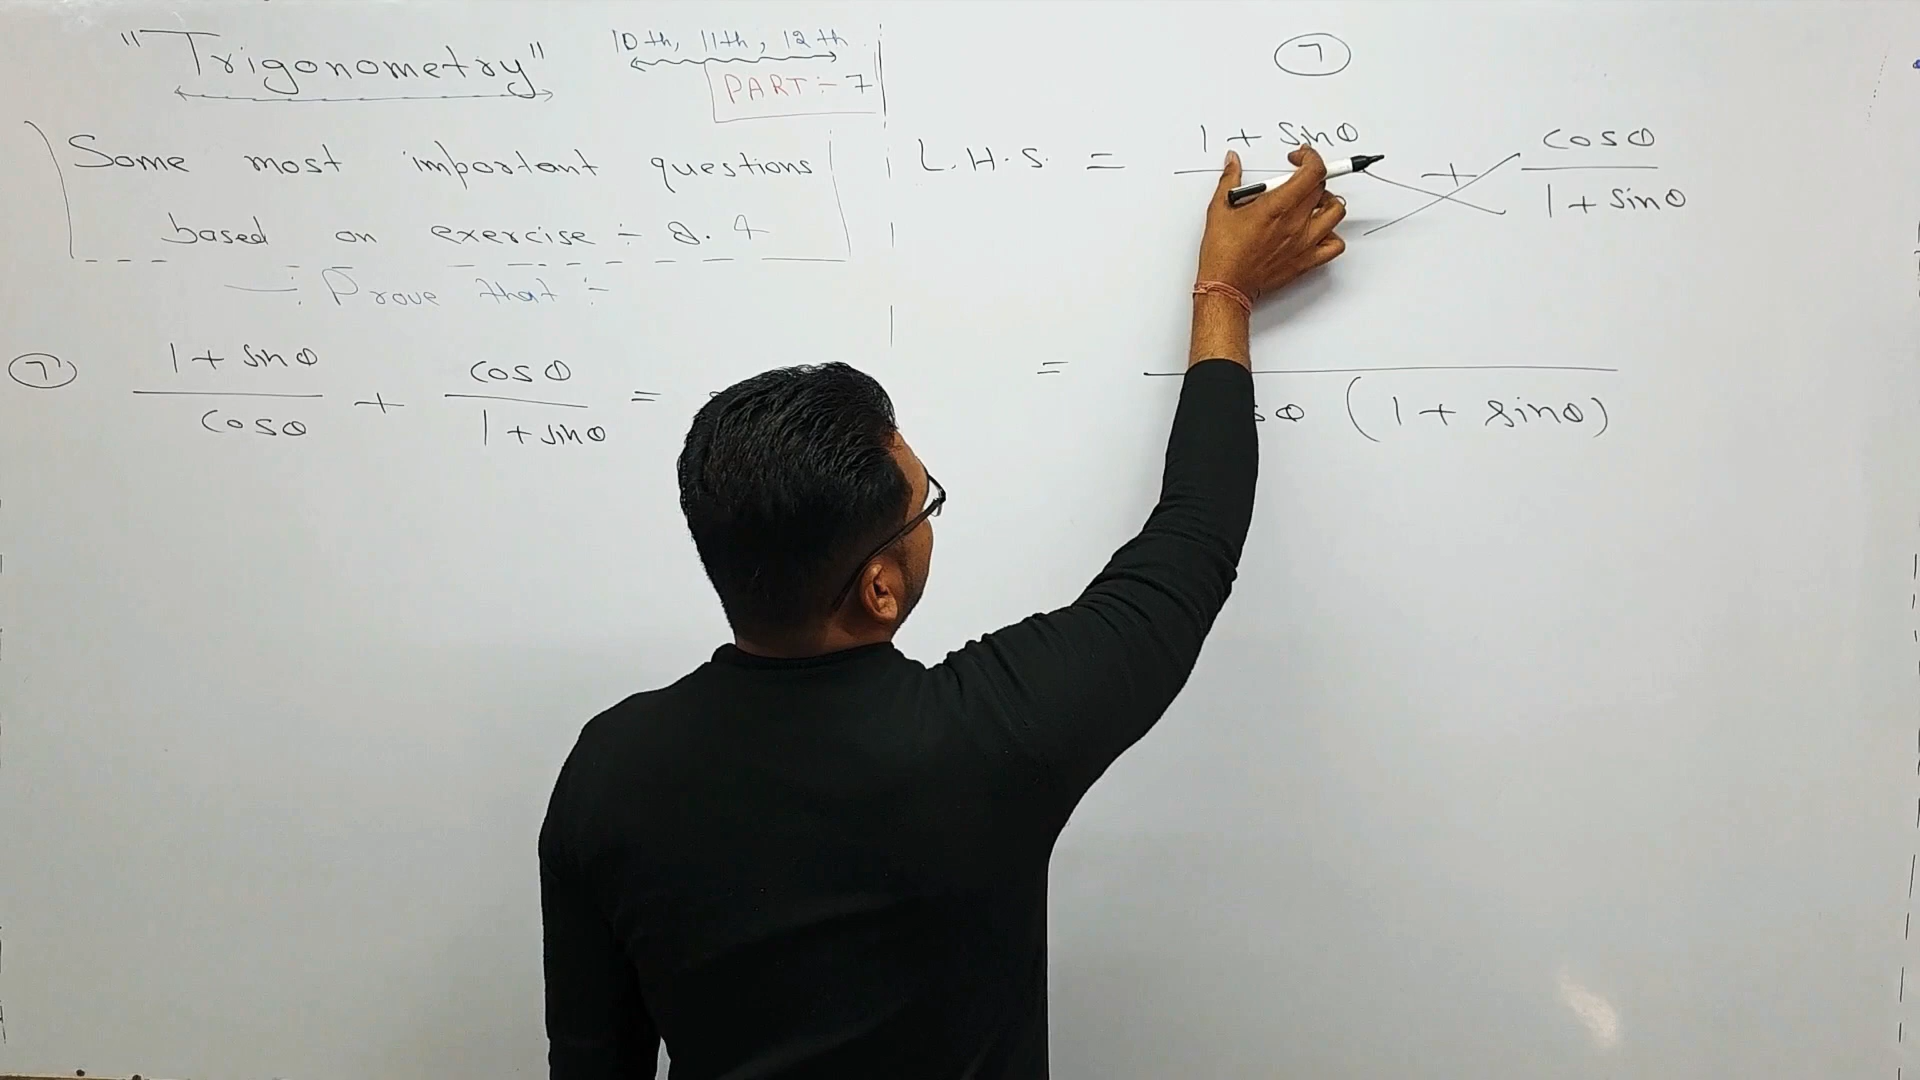 "Trigonometry"
10th, 11th, 12th
PART:- 7
Some most important questions
based on exercise ÷ 8.4
Prove that :-
7) (1 + sinθ)/cosθ + cosθ/(1 + sinθ) =
7
L.H.S. = 1 + sinθ + cosθ/(1 + sinθ)
= θ (1 + sinθ)